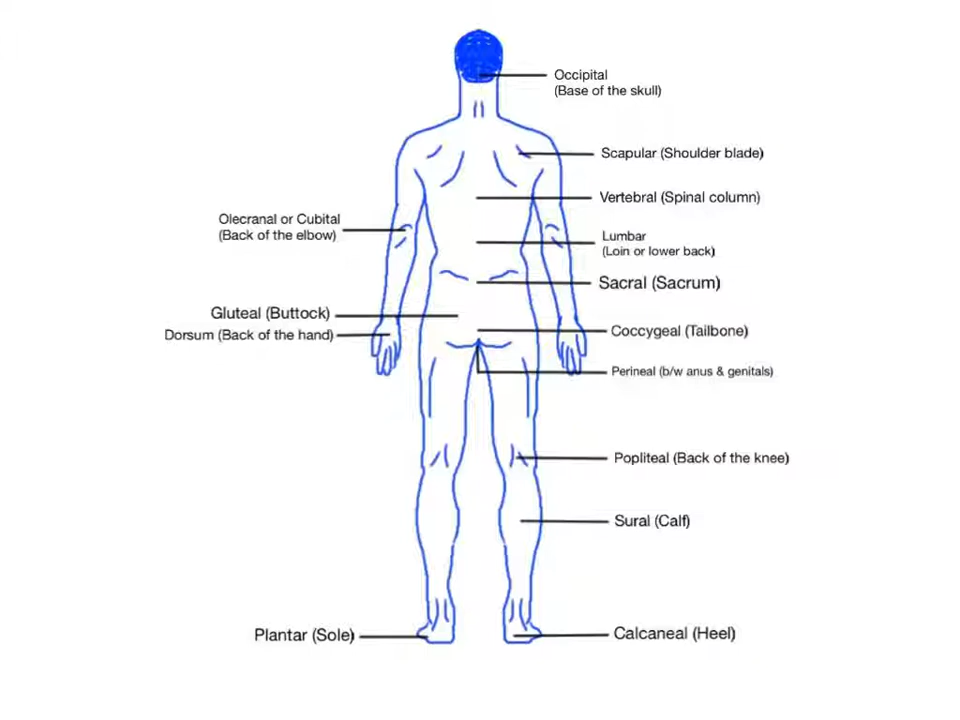 Occipital
(Base of the skull)
Scapular (Shoulder blade)
Vertebral (Spinal column)
Olecranal or Cubital
(Back of the elbow)
Lumbar
(Loin or lower back)
Sacral (Sacrum)
Gluteal (Buttock)
Dorsum (Back of the hand)
Coccygeal (Tailbone)
Perineal (b/w anus & genitals)
Popliteal (Back of the knee)
Sural (Calf)
Plantar (Sole)
Calcaneal (Heel)